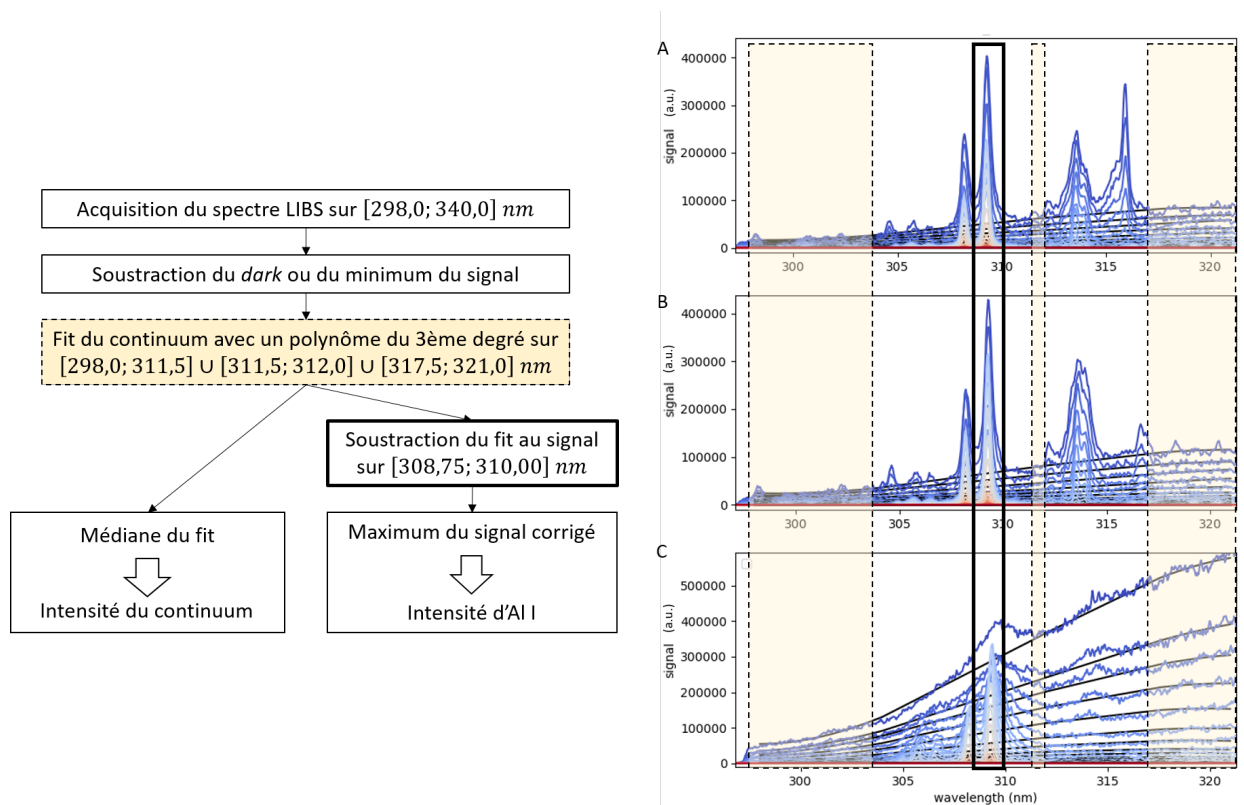 Acquisition du spectre LIBS sur [298,0; 340,0] nm
Soustraction du dark ou du minimum du signal
Fit du continuum avec un polynôme du 3ème degré sur
[298,0; 311,5] ∪ [311,5; 312,0] ∪ [317,5; 321,0] nm
Soustraction du fit au signal
sur [308,75; 310,00] nm
Médiane du fit
Intensité du continuum
Maximum du signal corrigé
Intensité d'Al I
A
signal (a.u.)
400000
300000
200000
100000
0
300 305 310 315 320
B
signal (a.u.)
400000
300000
200000
100000
0
300 305 310 315 320
C
signal (a.u.)
500000
400000
300000
200000
100000
0
300 305 310 315 320
wavelength (nm)